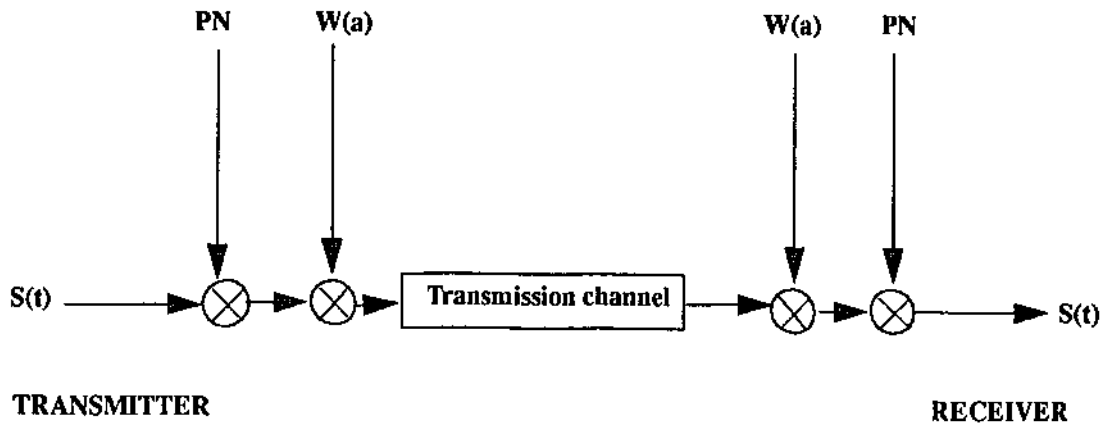 PN W(a) W(a) PN
S(t) Transmission channel S(t)
TRANSMITTER RECEIVER